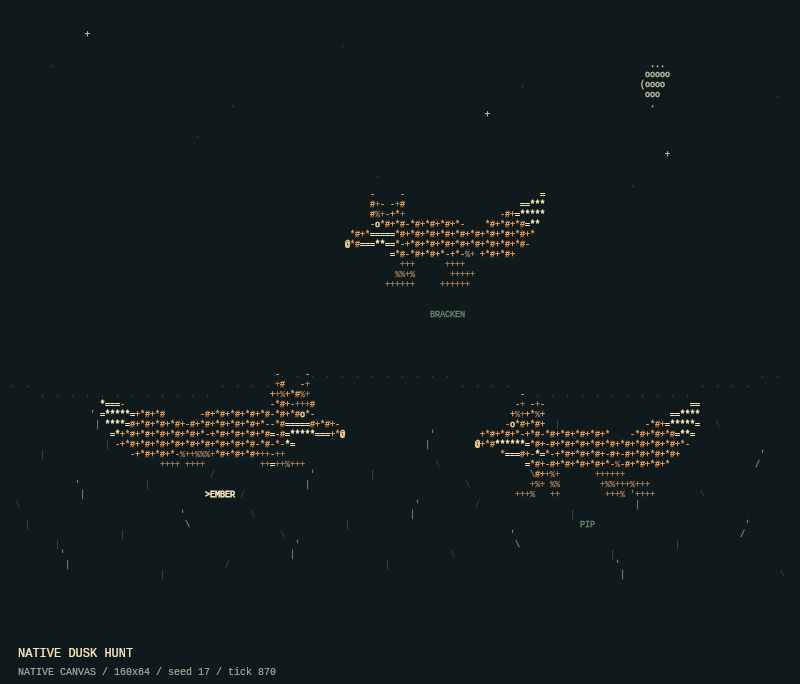 BRACKEN
>EMBER
PIP
NATIVE DUSK HUNT
NATIVE CANVAS / 160x64 / seed 17 / tick 870